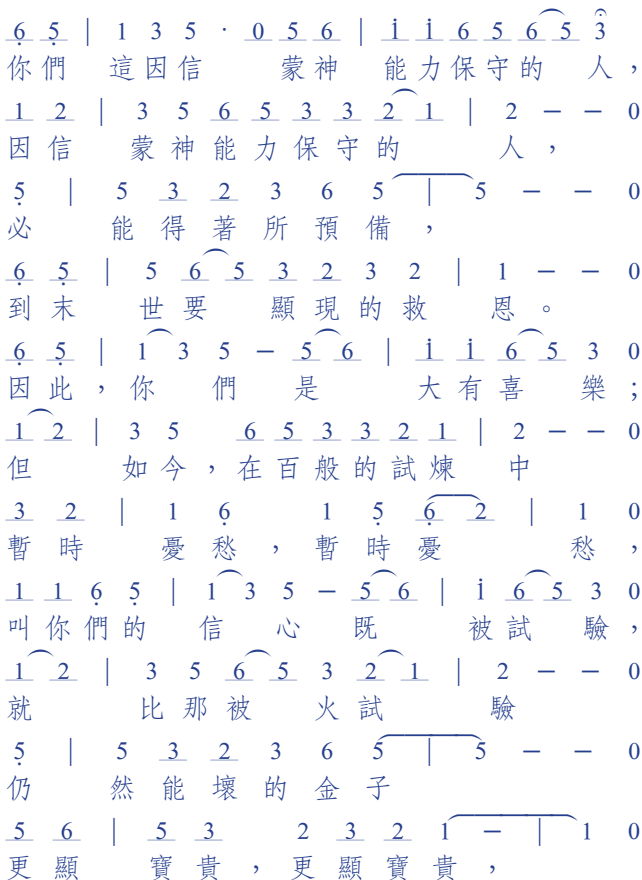 6̣ 5̣ | 1 3 5 · 0 5 6 | i i 6 5 6 5 3
你們 這因信 蒙神 能力保守的 人，
1 2 | 3 5 6 5 3 3 2 1 | 2 － － 0
因信 蒙神能力保守的 人，
5̣ | 5 3 2 3 6 5 | 5 － － 0
必 能得著所預備，
6̣ 5̣ | 5 6 5 3 2 3 2 | 1 － － 0
到末 世要 顯現的救 恩。
6̣ 5̣ | 1 3 5 － 5 6 | i i 6 5 3 0
因此，你 們 是 大有喜 樂；
1 2 | 3 5 6 5 3 3 2 1 | 2 － － 0
但 如今，在百般的試煉 中
3 2 | 1 6̣ 1 5̣ 6̣ 2 | 1 0
暫時 憂愁，暫時憂 愁，
1 1 6̣ 5̣ | 1 3 5 － 5 6 | i 6 5 3 0
叫你們的 信 心 既 被試 驗，
1 2 | 3 5 6 5 3 2 1 | 2 － － 0
就 比那被 火試 驗
5̣ | 5 3 2 3 6 5 | 5 － － 0
仍 然能壞的金子
5 6 | 5 3 2 3 2 1 － | 1 0
更顯 寶貴，更顯寶貴，